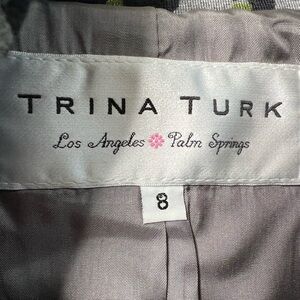 TRINA TURK
Los Angeles Palm Springs
8